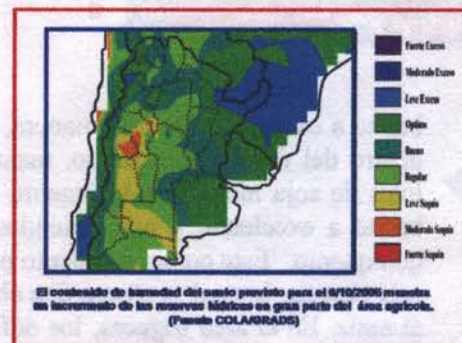 Fuerte Exceso
Moderado Exceso
Leve Exceso
Optimo
Bueno
Regular
Leve Sequía
Moderada Sequía
Fuerte Sequía
El contenido de humedad del suelo previsto para el 6/10/2006 muestra
un incremento de las reservas hídricas en gran parte del área agrícola.
(Fuente COLA/GRADS)